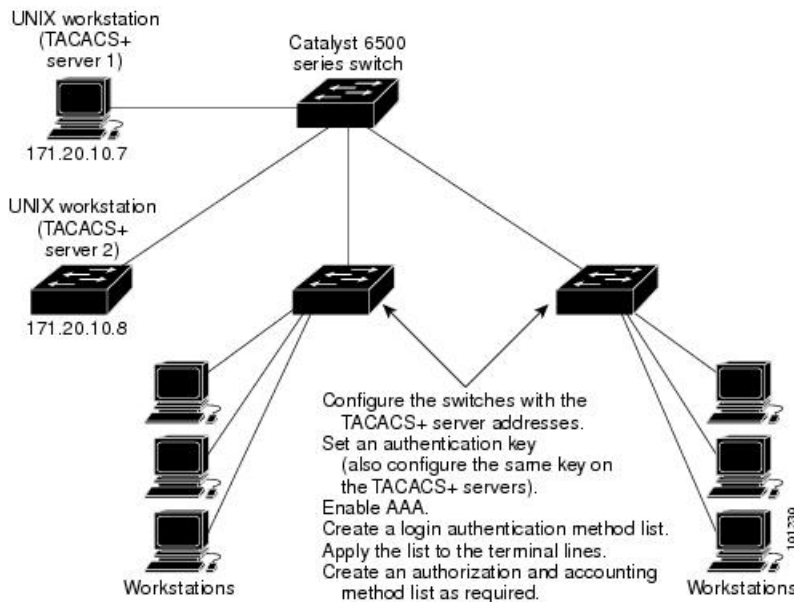 UNIX workstation
(TACACS+
server 1)
Catalyst 6500
series switch
171.20.10.7
UNIX workstation
(TACACS+
server 2)
171.20.10.8
Configure the switches with the
TACACS+ server addresses.
Set an authentication key
(also configure the same key on
the TACACS+ servers).
Enable AAA.
Create a login authentication method list.
Apply the list to the terminal lines.
Create an authorization and accounting
method list as required.
Workstations
Workstations
101230